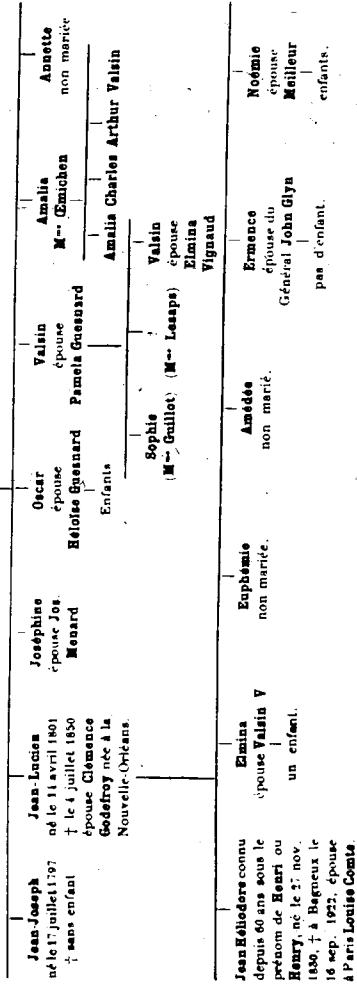 Jean-Joseph
né le 17 juillet 1797
† sans enfant
Jean-Lucien
né le 14 avril 1801
† le 4 juillet 1850
épouse Clémence
Godefroy née à la
Nouvelle-Orléans.
Joséphine
épouse Jos.
Menard
Oscar
épouse
Héloïse Guesnard
Enfants
Valsin
épouse
Pamela Guesnard
Amalia
Mme Œmichen
Annette
non mariée
Amalia Charles Arthur Valsin
Sophie
(Mme Guillot)
(Mme Lesaps)
Valsin
épouse
Elmina
Vignaud
Jean Héliodore connu
depuis 60 ans sous le
prénom de Henri ou
Henry, né le 27 nov.
1830, † à Bagneux le
16 sep. 1922, épouse
à Paris Louise Comte.
Elmina
épouse Valsin V
un enfant.
Euphémie
non mariée.
Amédée
non marié.
Ermence
épouse du
Général John Glyn
pas d'enfant.
Noémie
épouse
Meilleur
enfants.